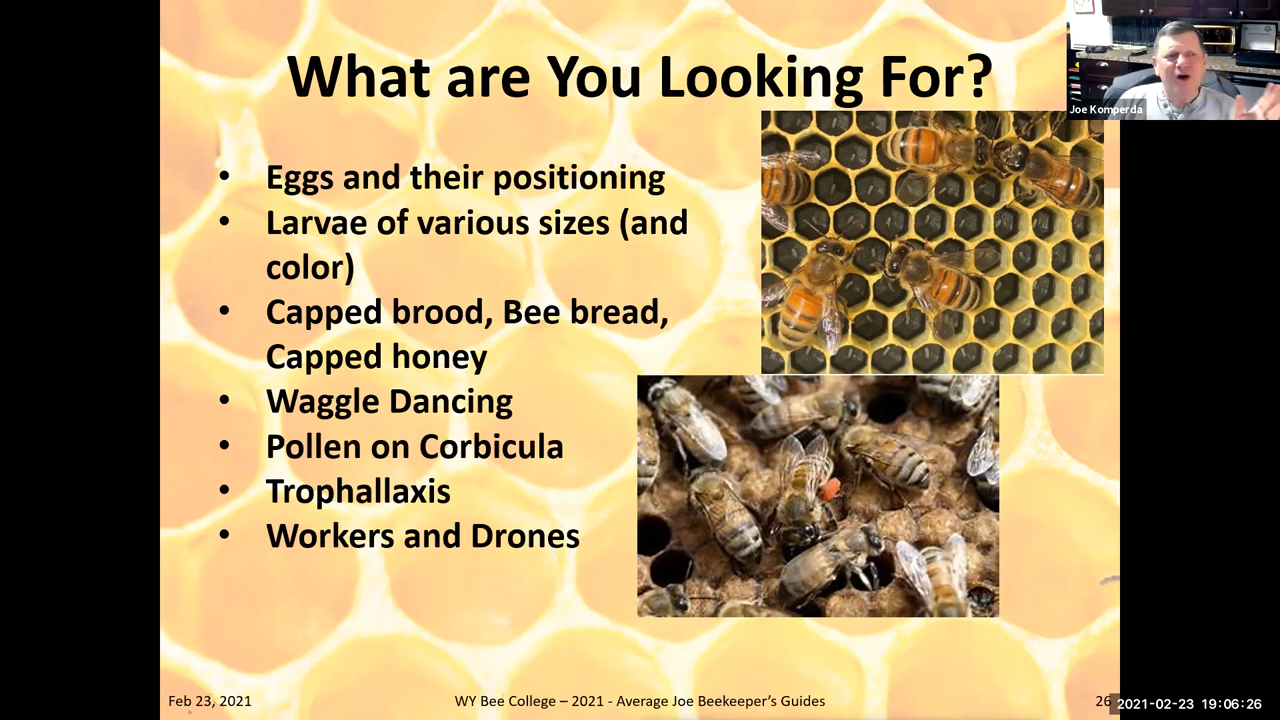 What are You Looking For?
Joe Komperda
• Eggs and their positioning
• Larvae of various sizes (and
color)
• Capped brood, Bee bread,
Capped honey
• Waggle Dancing
• Pollen on Corbicula
• Trophallaxis
• Workers and Drones
Feb 23, 2021
WY Bee College – 2021 - Average Joe Beekeeper’s Guides
26
2021-02-23 19:06:26